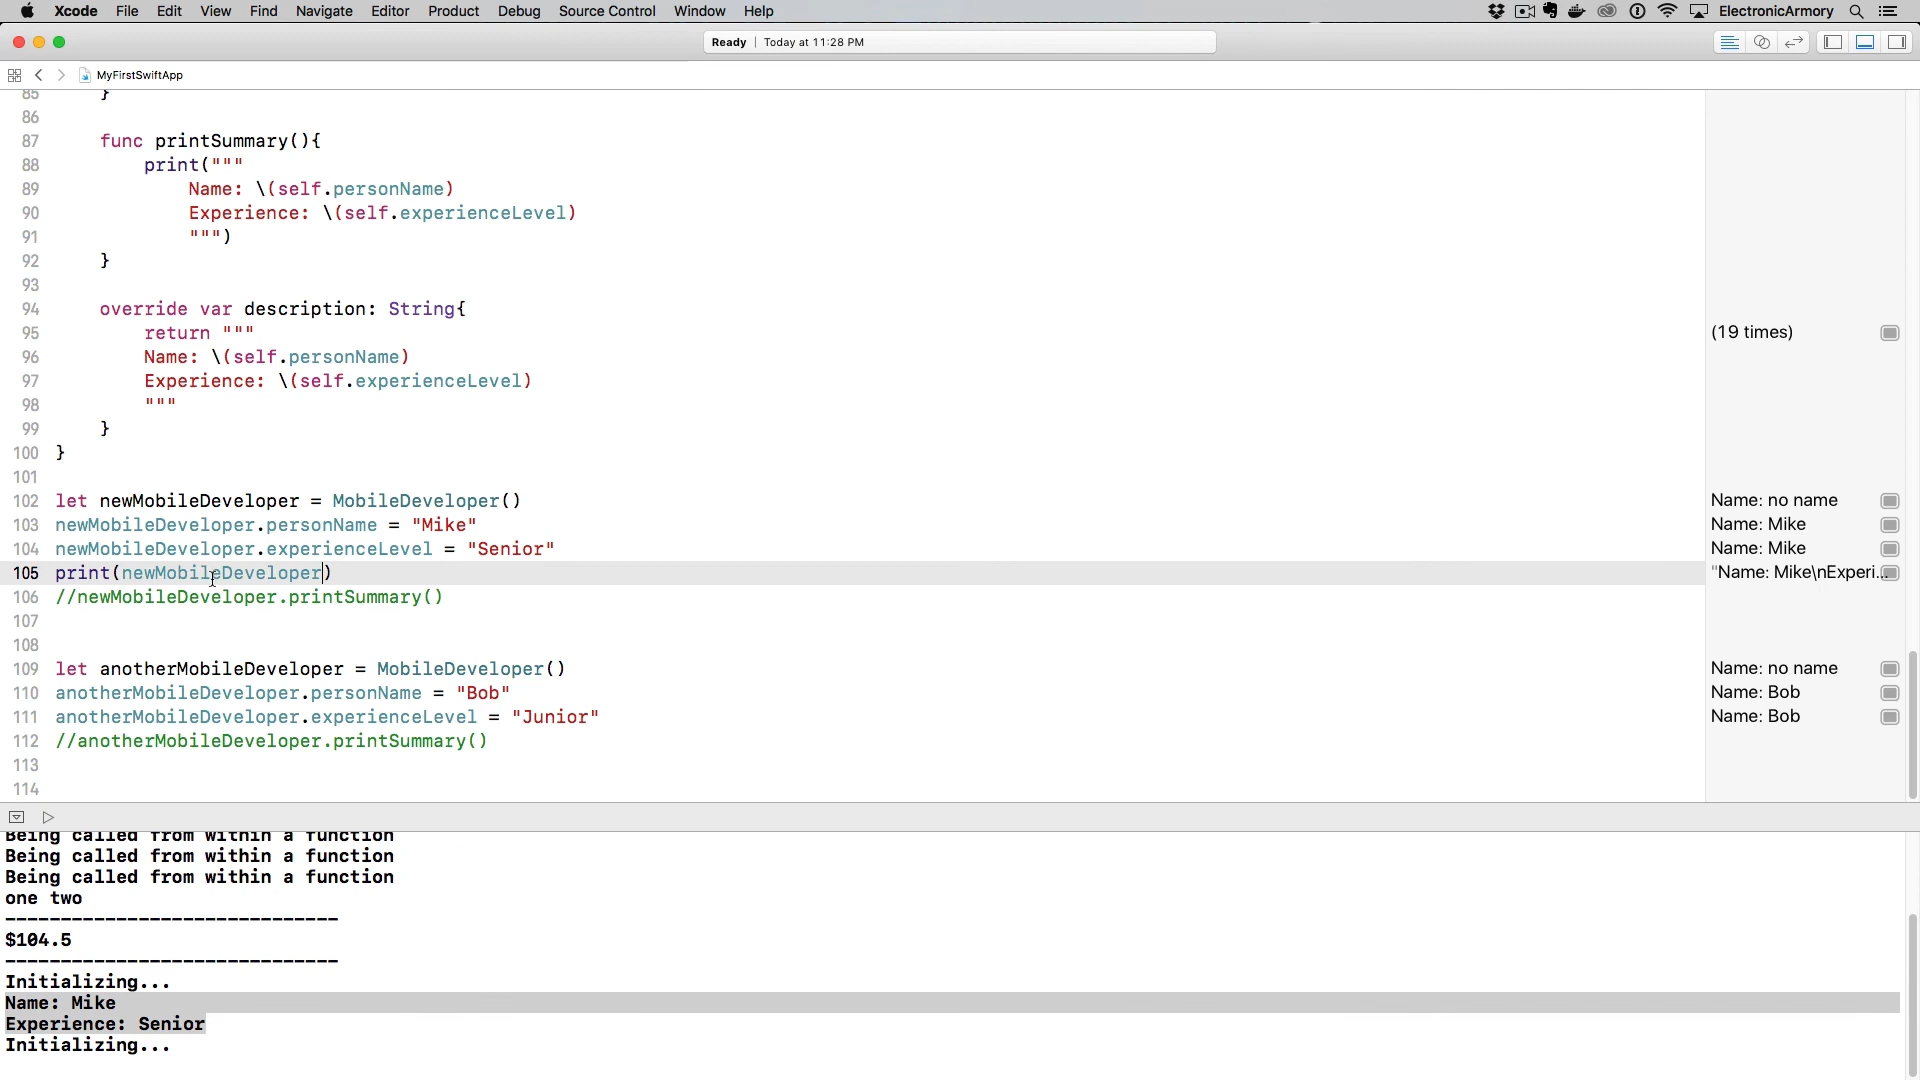 Xcode File Edit View Find Navigate Editor Product Debug Source Control Window Help ElectronicArmory
Ready | Today at 11:28 PM
MyFirstSwiftApp
85 }
86
87 func printSummary(){
88 print("""
89 Name: \(self.personName)
90 Experience: \(self.experienceLevel)
91 """)
92 }
93
94 override var description: String{
95 return """ (19 times)
96 Name: \(self.personName)
97 Experience: \(self.experienceLevel)
98 """
99 }
100 }
101
102 let newMobileDeveloper = MobileDeveloper() Name: no name
103 newMobileDeveloper.personName = "Mike" Name: Mike
104 newMobileDeveloper.experienceLevel = "Senior" Name: Mike
105 print(newMobileDeveloper) "Name: Mike\nExperi...
106 //newMobileDeveloper.printSummary()
107
108
109 let anotherMobileDeveloper = MobileDeveloper() Name: no name
110 anotherMobileDeveloper.personName = "Bob" Name: Bob
111 anotherMobileDeveloper.experienceLevel = "Junior" Name: Bob
112 //anotherMobileDeveloper.printSummary()
113
114
Being called from within a function
Being called from within a function
Being called from within a function
one two
------------------------------
$104.5
------------------------------
Initializing...
Name: Mike
Experience: Senior
Initializing...